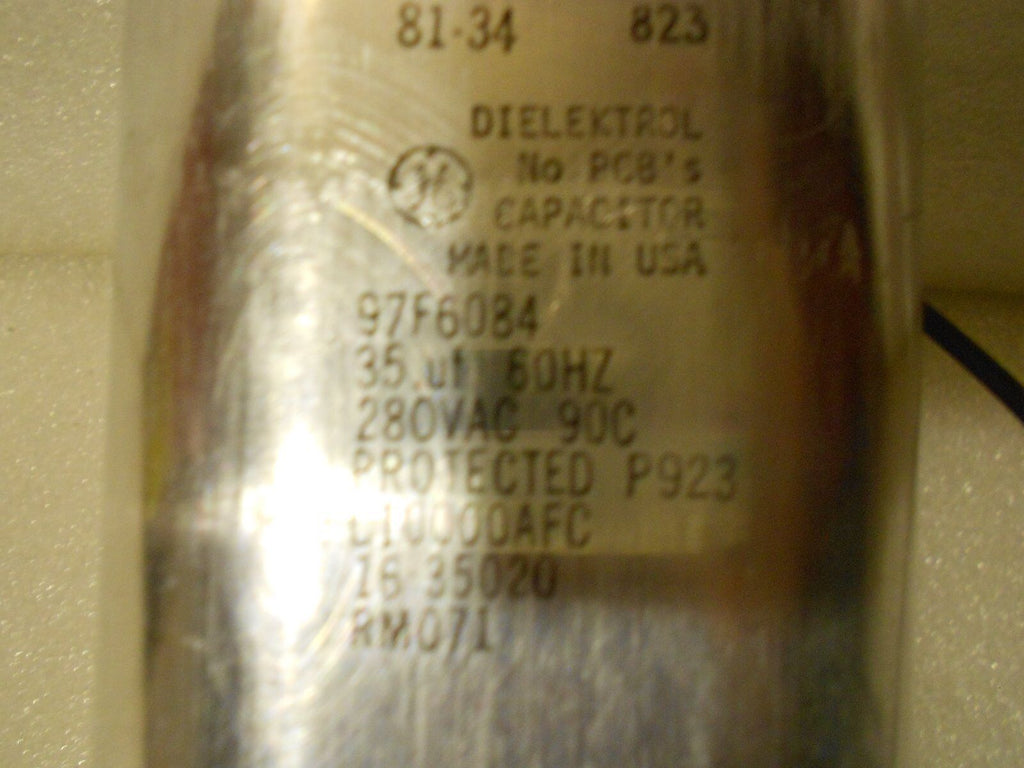 81-34 823
DIELEKTROL
No PCB's
CAPACITOR
MADE IN USA
97F6084
35 uf 60HZ
280VAC 90C
PROTECTED P923
10000AFC
16 35020
RM071